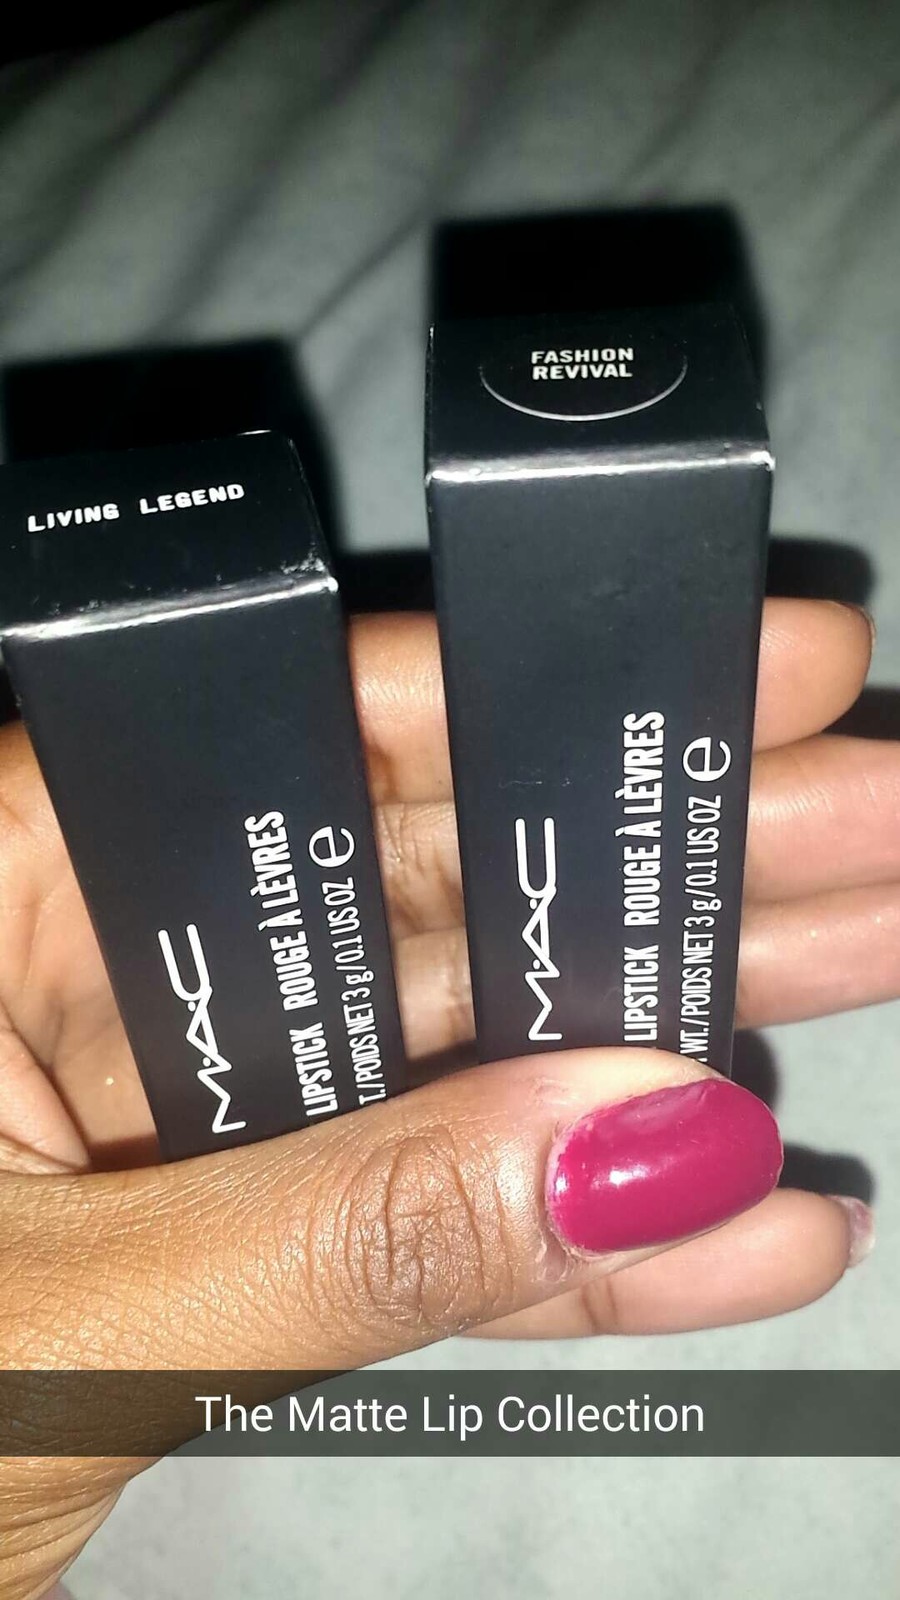 FASHION
REVIVAL
LIVING LEGEND
MAC
LIPSTICK ROUGE À LÈVRES
T./POIDS NET 3 g/0.1 US OZ e
MAC
LIPSTICK ROUGE À LÈVRES
WT./POIDS NET 3 g/0.1 US OZ e
The Matte Lip Collection